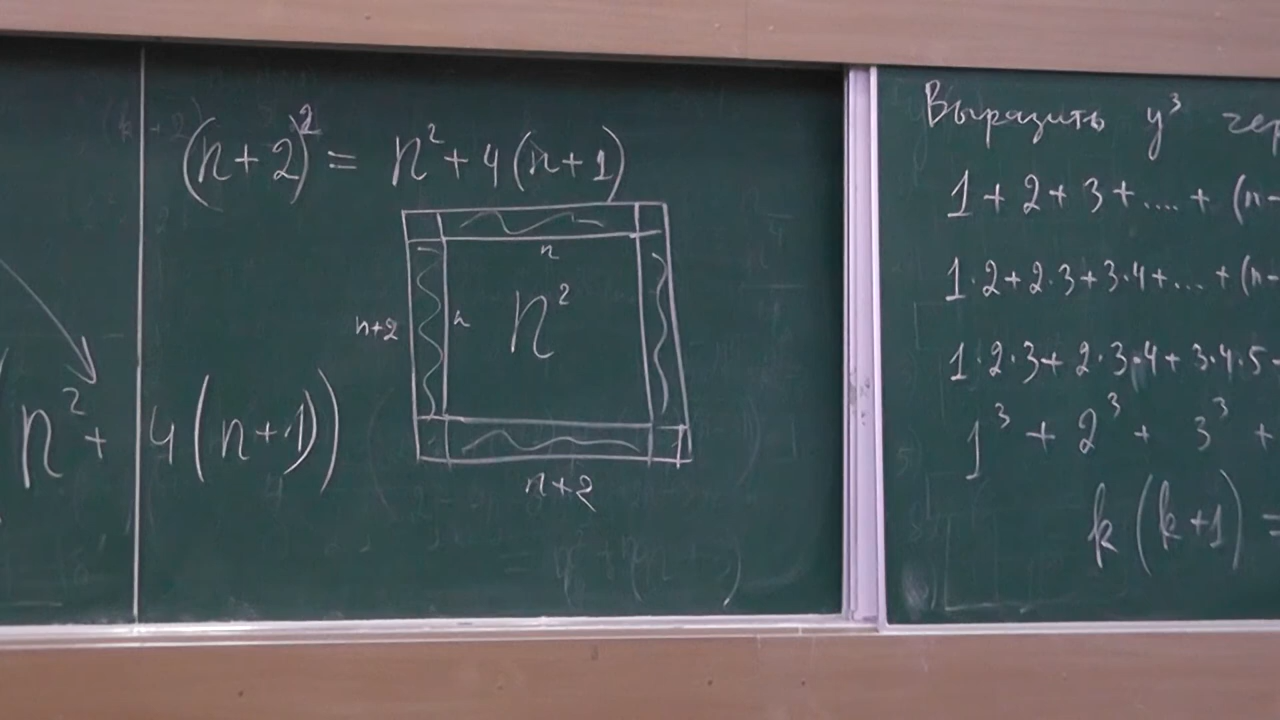 (n+2)² = n² + 4(n+1)
n
n+2
n
n²
n² + 4(n+1))
n+2
Выразить y³
1 + 2 + 3 + .... + (n-
1·2+2·3+3·4+... + (n-
1·2·3+2·3·4+3·4·5-
1³ + 2³ + 3³ +
k(k+1) =